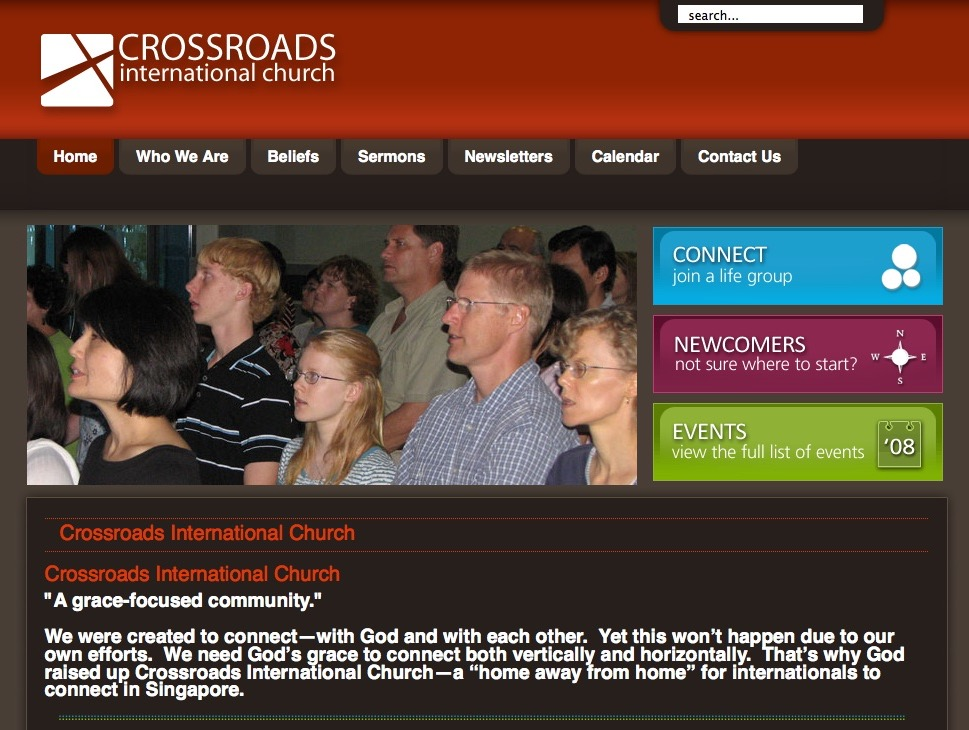 search...
CROSSROADS
international church
Home Who We Are Beliefs Sermons Newsletters Calendar Contact Us
CONNECT
join a life group
NEWCOMERS
not sure where to start?
N
W E
S
EVENTS
view the full list of events
'08
Crossroads International Church
Crossroads International Church
"A grace-focused community."
We were created to connect—with God and with each other.  Yet this won’t happen due to our
own efforts.  We need God’s grace to connect both vertically and horizontally.  That’s why God
raised up Crossroads International Church—a “home away from home” for internationals to
connect in Singapore.